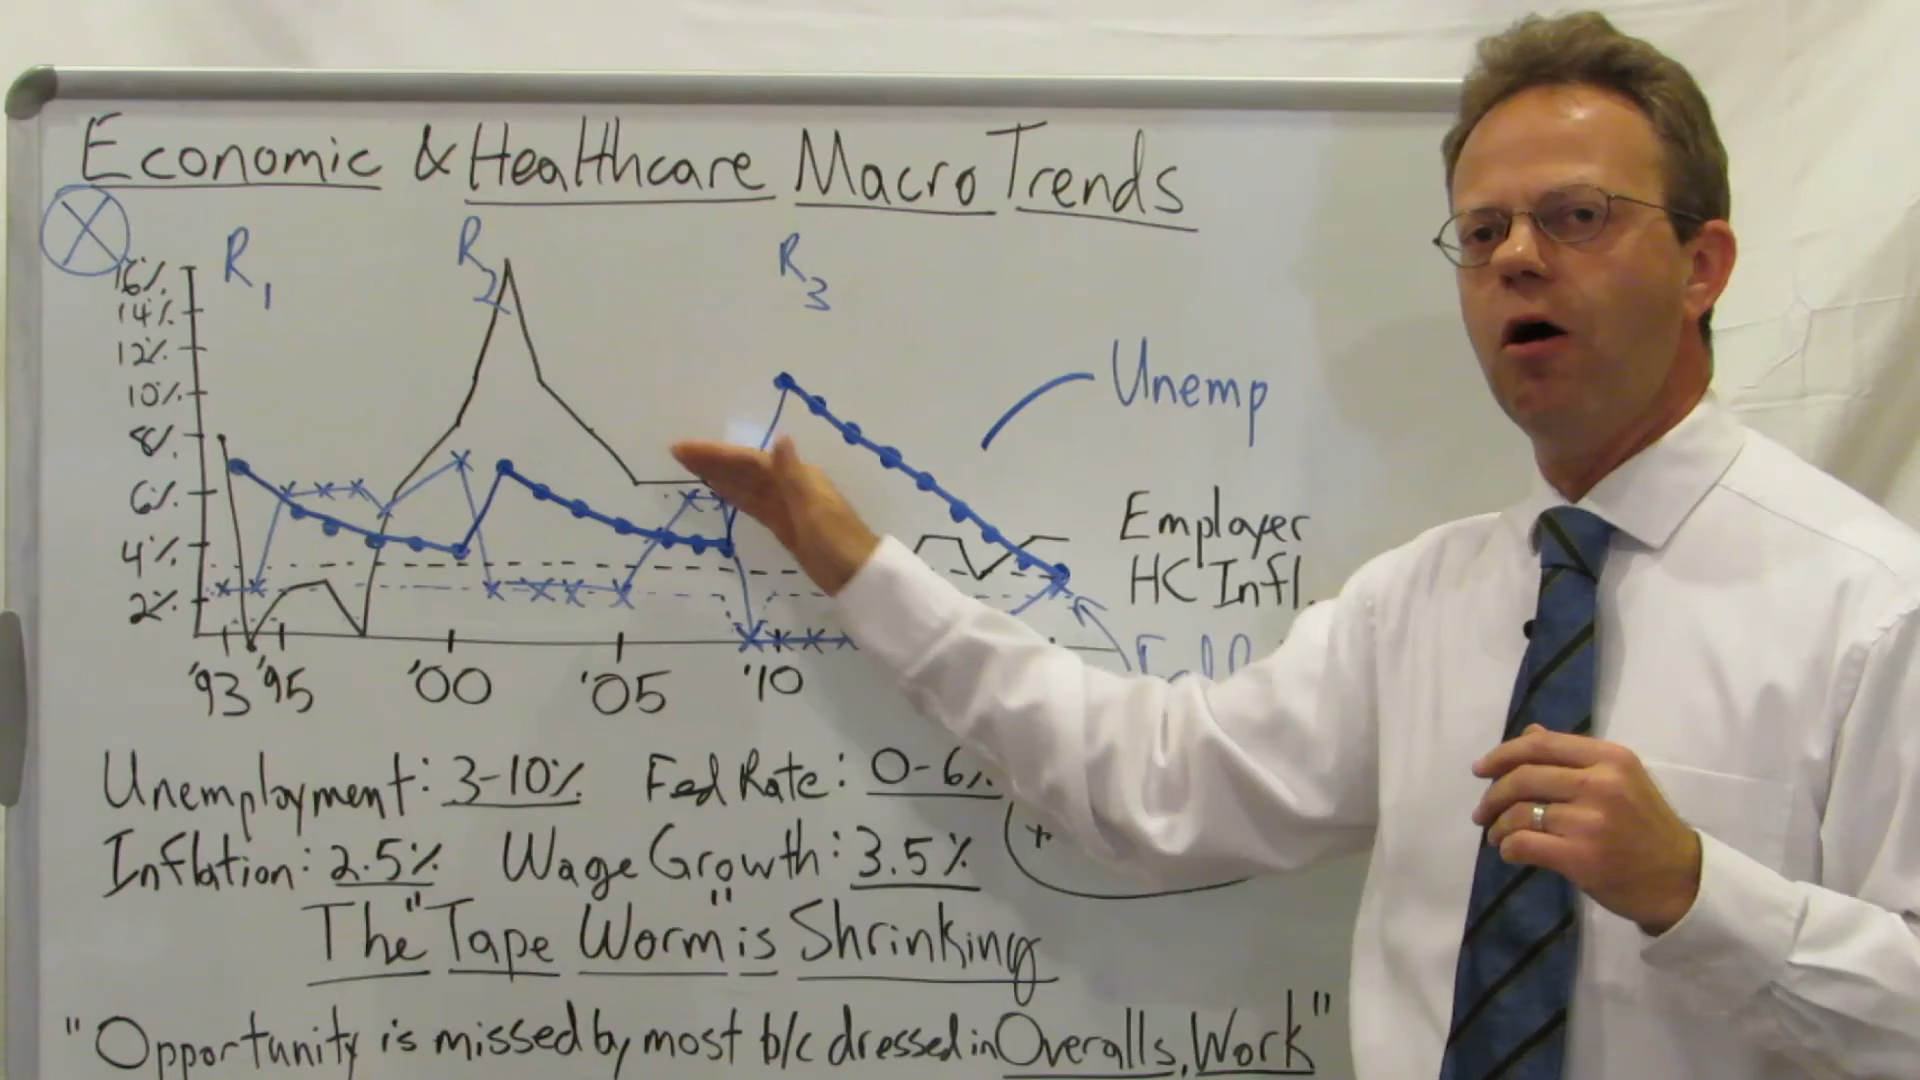 Economic & Healthcare Macro Trends
R1 R2 R3
16%
14%
12%
10%
8%
6%
4%
2%
Unemp
Employer
HC Infl.
'93 '95 '00 '05 '10
Unemployment: 3-10% Fed Rate: 0-6%
Inflation: 2.5% Wage Growth: 3.5%
The "Tape Worm" is Shrinking
"Opportunity is missed by most b/c dressed in Overalls, Work"